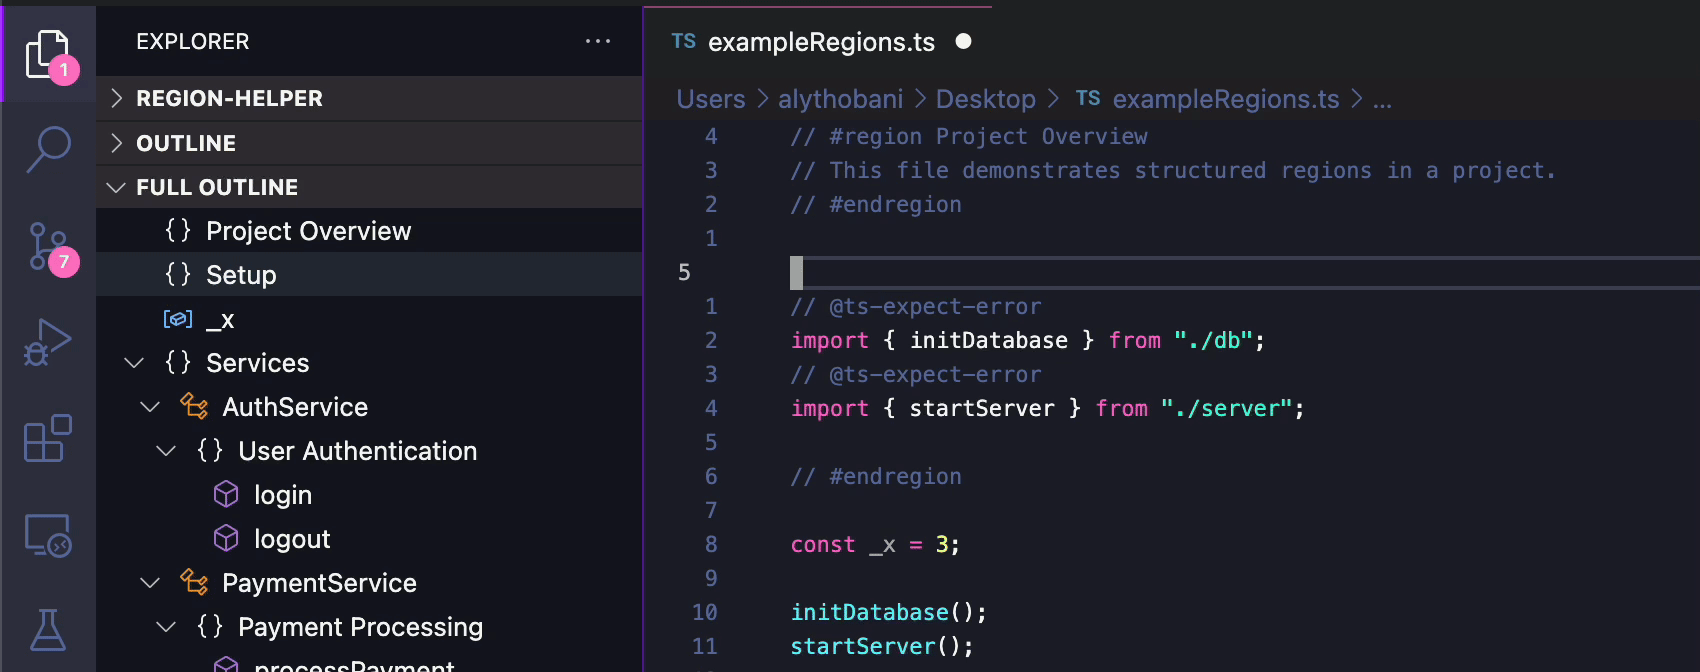 EXPLORER ...
1
7
REGION-HELPER
OUTLINE
FULL OUTLINE
{} Project Overview
{} Setup
_x
{} Services
AuthService
{} User Authentication
login
logout
PaymentService
{} Payment Processing
processPayment
TS exampleRegions.ts
Users > alythobani > Desktop > TS exampleRegions.ts > ...
4 // #region Project Overview
3 // This file demonstrates structured regions in a project.
2 // #endregion
1
5
1 // @ts-expect-error
2 import { initDatabase } from "./db";
3 // @ts-expect-error
4 import { startServer } from "./server";
5
6 // #endregion
7
8 const _x = 3;
9
10 initDatabase();
11 startServer();